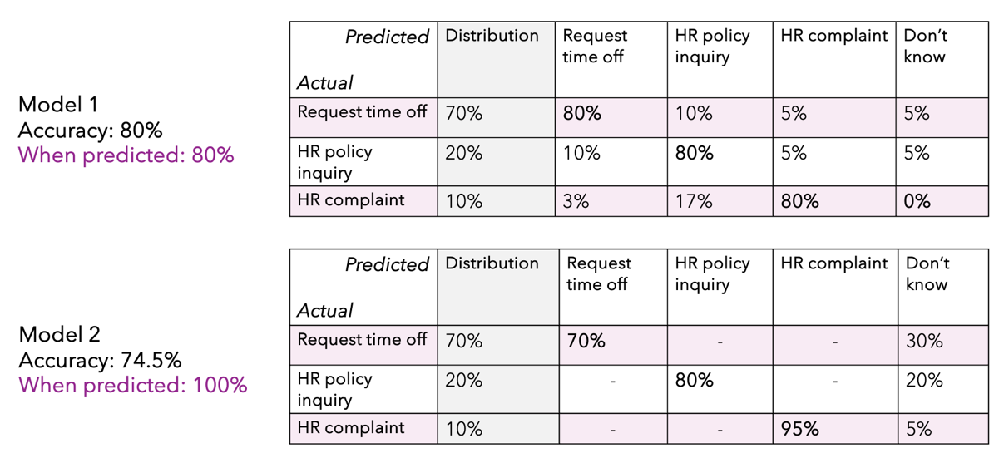 Model 1
Accuracy: 80%
When predicted: 80%
Predicted Distribution Request HR policy HR complaint Don't
time off inquiry know
Actual
Request time off 70% 80% 10% 5% 5%
HR policy 20% 10% 80% 5% 5%
inquiry
HR complaint 10% 3% 17% 80% 0%
Model 2
Accuracy: 74.5%
When predicted: 100%
Predicted Distribution Request HR policy HR complaint Don't
time off inquiry know
Actual
Request time off 70% 70% - - 30%
HR policy 20% - 80% - 20%
inquiry
HR complaint 10% - - 95% 5%